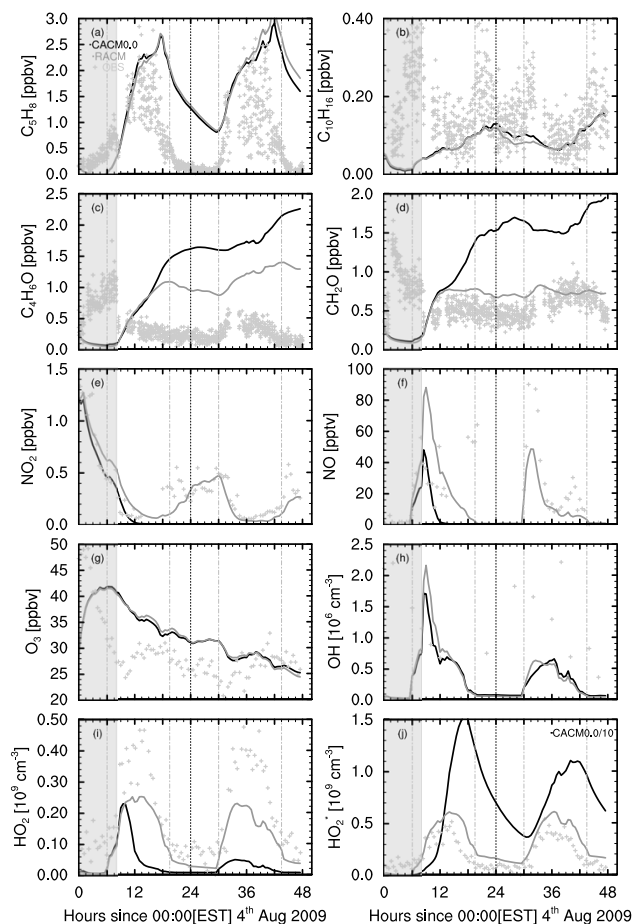 (a)
CACM0.0
RACM
OBS
C5H8 [ppbv]
3.0
2.5
2.0
1.5
1.0
0.5
0.0
(b)
C10H16 [ppbv]
0.40
0.20
0.00
(c)
C4H6O [ppbv]
2.5
2.0
1.5
1.0
0.5
0.0
(d)
CH2O [ppbv]
2.0
1.5
1.0
0.5
0.0
(e)
NO2 [ppbv]
1.5
1.0
0.5
0.0
(f)
NO [pptv]
100
80
60
40
20
0
(g)
O3 [ppbv]
50
45
40
35
30
25
20
(h)
OH [10^6 cm^-3]
2.5
2.0
1.5
1.0
0.5
0.0
(i)
HO2 [10^9 cm^-3]
0.50
0.40
0.30
0.20
0.10
0.00
0 12 24 36 48
Hours since 00:00[EST] 4th Aug 2009
(j)
CACM0.0/10
HO2* [10^9 cm^-3]
1.5
1.0
0.5
0.0
0 12 24 36 48
Hours since 00:00[EST] 4th Aug 2009